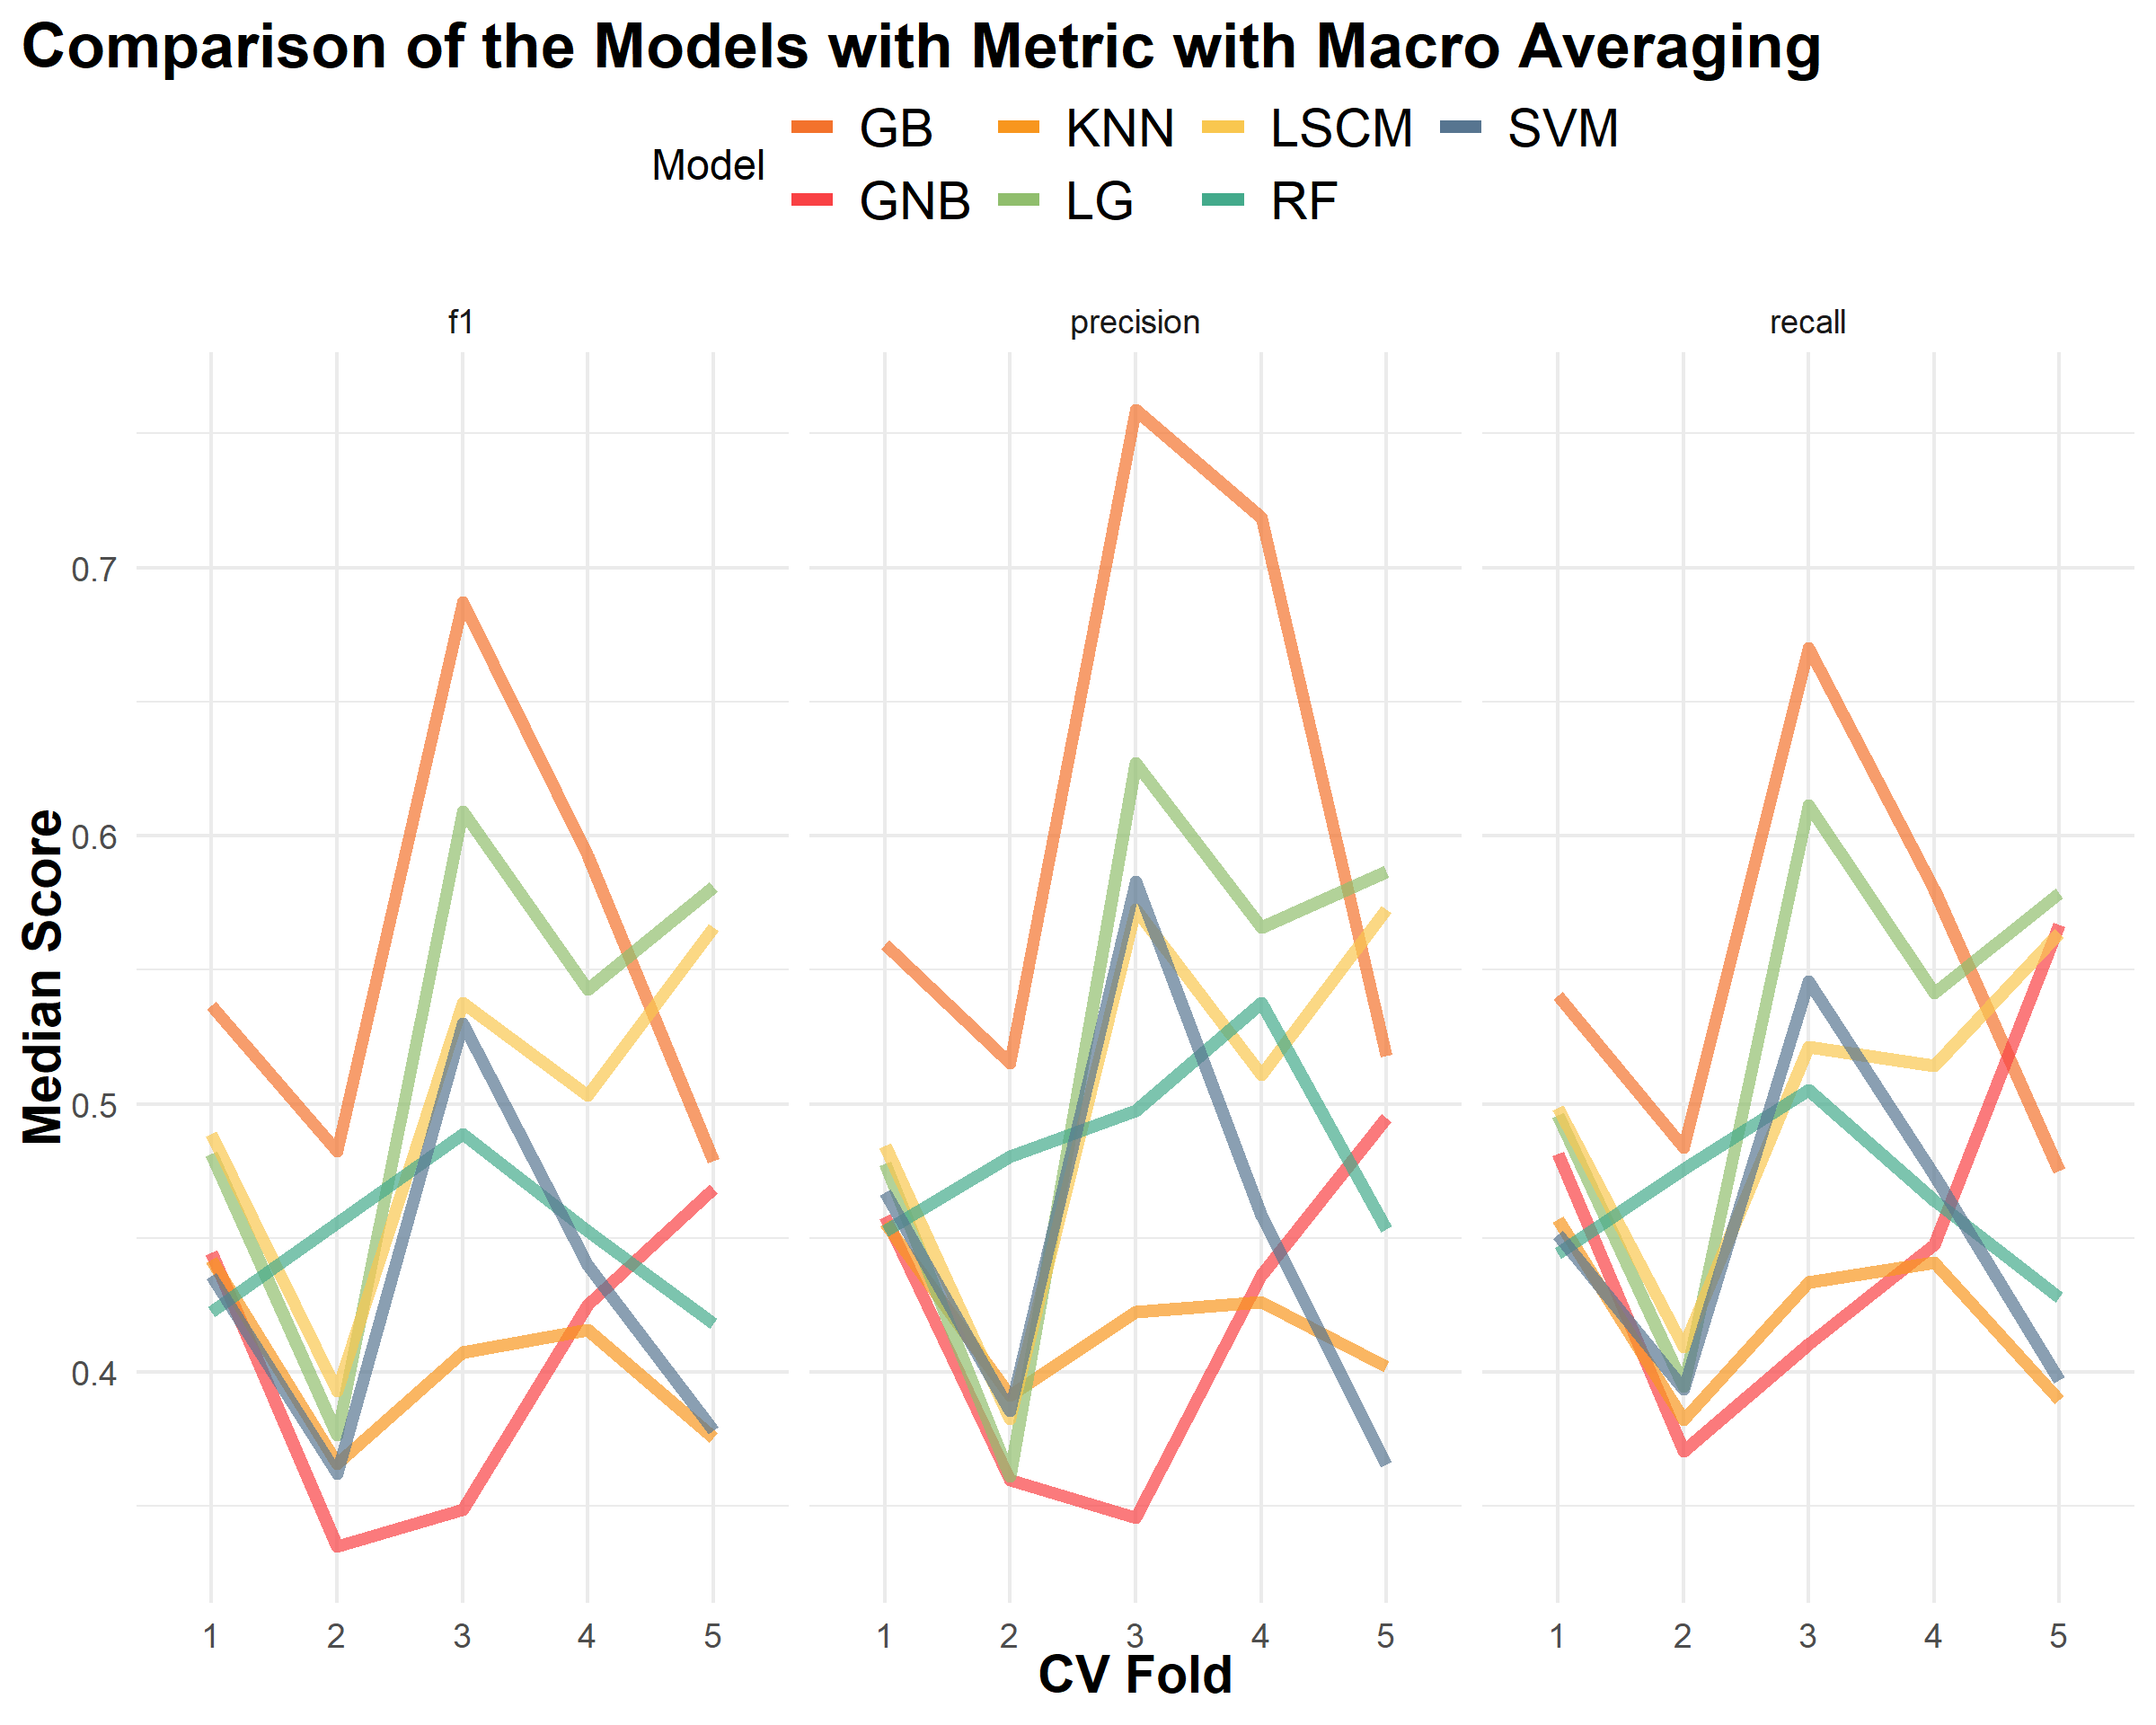 Comparison of the Models with Metric with Macro Averaging
Model
GB KNN LSCM SVM
GNB LG RF
f1 precision recall
0.7
0.6
0.5
0.4
Median Score
1 2 3 4 5 1 2 3 4 5 1 2 3 4 5
CV Fold